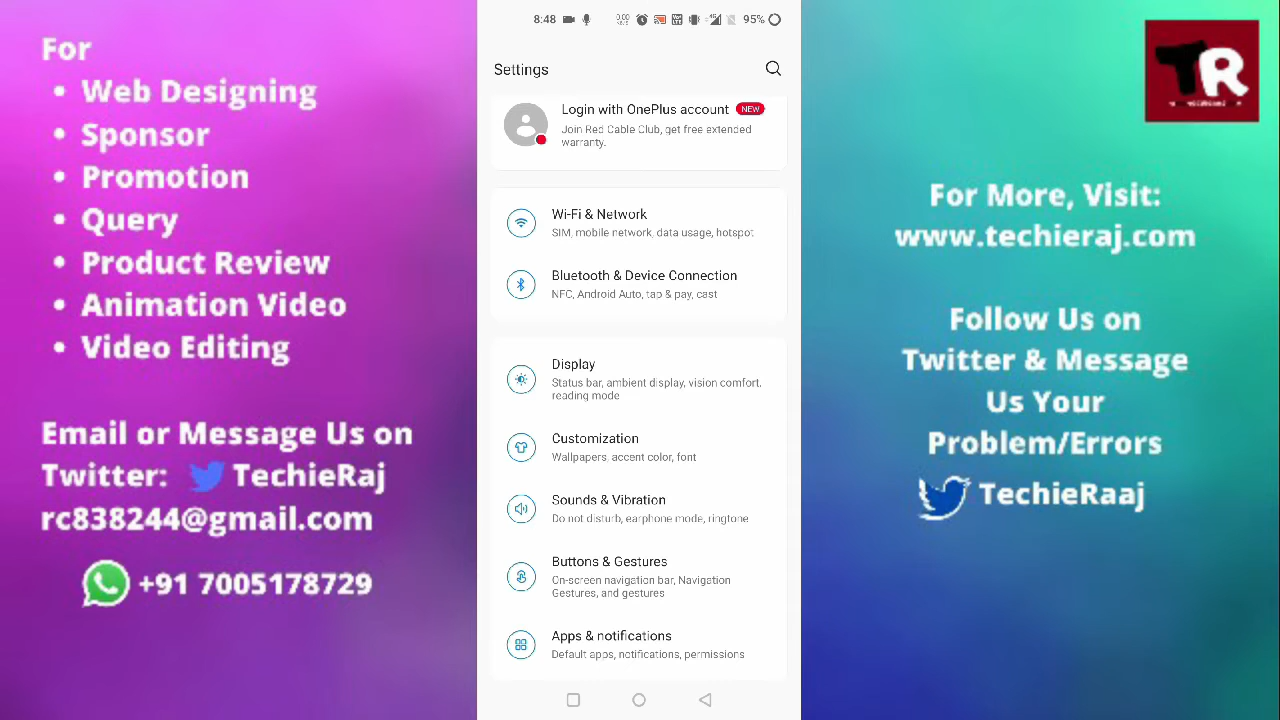 For
• Web Designing
• Sponsor
• Promotion
• Query
• Product Review
• Animation Video
• Video Editing
Email or Message Us on
Twitter: TechieRaj
rc838244@gmail.com
+91 7005178729
8:48
95%
Settings
Login with OnePlus account NEW
Join Red Cable Club, get free extended
warranty.
Wi-Fi & Network
SIM, mobile network, data usage, hotspot
Bluetooth & Device Connection
NFC, Android Auto, tap & pay, cast
Display
Status bar, ambient display, vision comfort,
reading mode
Customization
Wallpapers, accent color, font
Sounds & Vibration
Do not disturb, earphone mode, ringtone
Buttons & Gestures
On-screen navigation bar, Navigation
Gestures, and gestures
Apps & notifications
Default apps, notifications, permissions
TR
For More, Visit:
www.techieraj.com
Follow Us on
Twitter & Message
Us Your
Problem/Errors
TechieRaaj